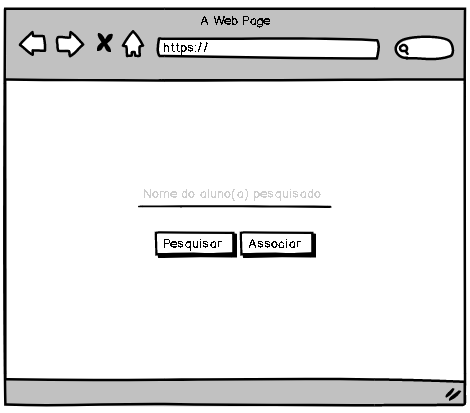 A Web Page
https://
Nome do aluno(a) pesquisado
Pesquisar Associar